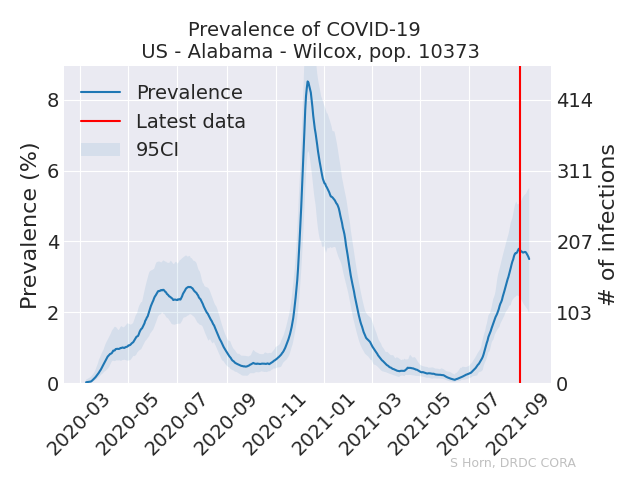 Prevalence of COVID-19
US - Alabama - Wilcox, pop. 10373
Prevalence
Latest data
95CI
Prevalence (%)
8
6
4
2
0
414
311
207
103
0
# of infections
2020-03
2020-05
2020-07
2020-09
2020-11
2021-01
2021-03
2021-05
2021-07
2021-09
S Horn, DRDC CORA